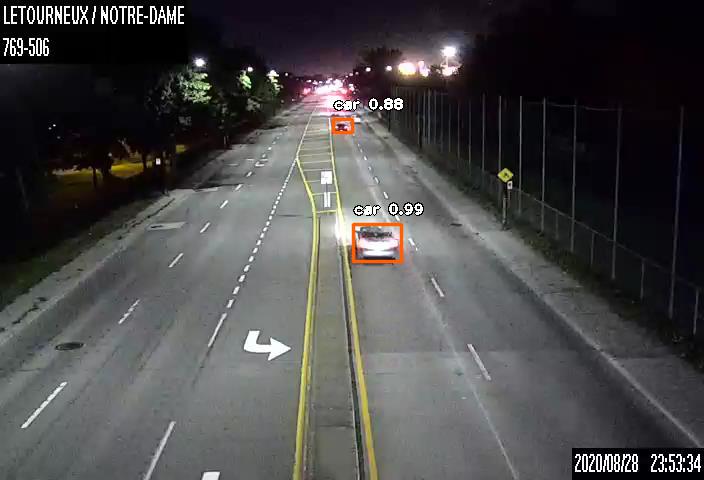 LETOURNEUX / NOTRE-DAME
769-506
car 0.88
car 0.99
2020/08/28 23:53:34